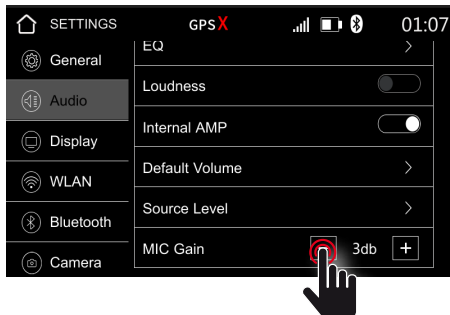 SETTINGS GPSX 01:07
General
Audio
Display
WLAN
Bluetooth
Camera
EQ
Loudness
Internal AMP
Default Volume
Source Level
MIC Gain 3db +